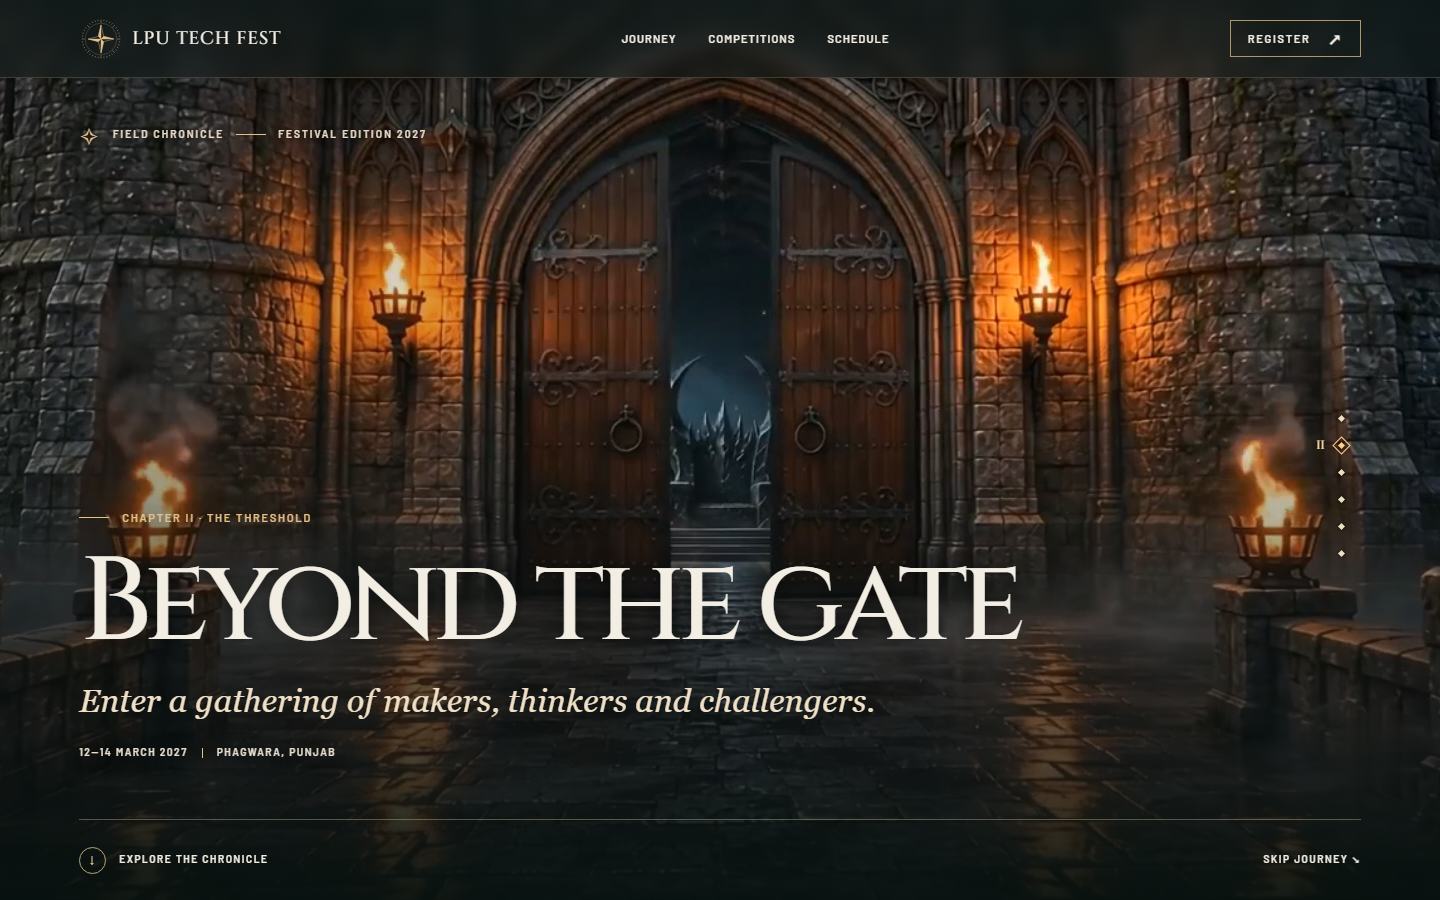 LPU TECH FEST
JOURNEY
COMPETITIONS
SCHEDULE
REGISTER ↗
FIELD CHRONICLE — FESTIVAL EDITION 2027
II
CHAPTER II · THE THRESHOLD
BEYOND THE GATE
Enter a gathering of makers, thinkers and challengers.
12–14 MARCH 2027 | PHAGWARA, PUNJAB
↓ EXPLORE THE CHRONICLE
SKIP JOURNEY ↘